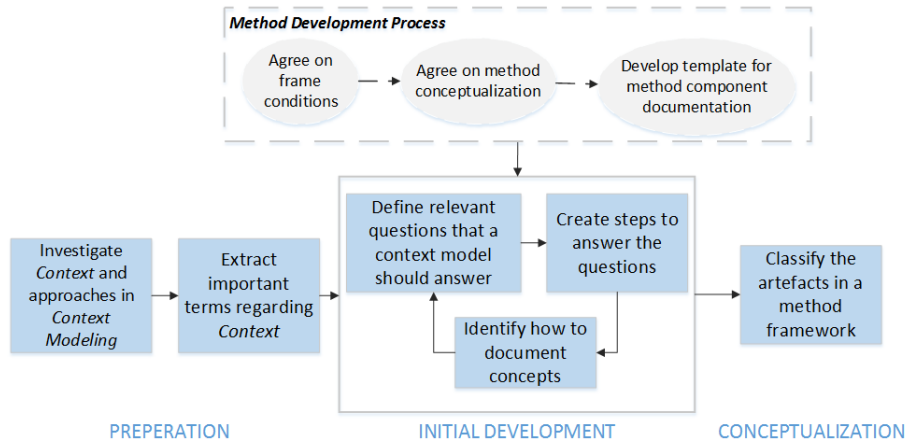 Method Development Process
Agree on
frame
conditions
Agree on method
conceptualization
Develop template for
method component
documentation
Define relevant
questions that a
context model
should answer
Create steps to
answer the
questions
Investigate
Context and
approaches in
Context
Modeling
Extract
important
terms regarding
Context
Identify how to
document
concepts
Classify the
artefacts in a
method
framework
PREPERATION
INITIAL DEVELOPMENT
CONCEPTUALIZATION